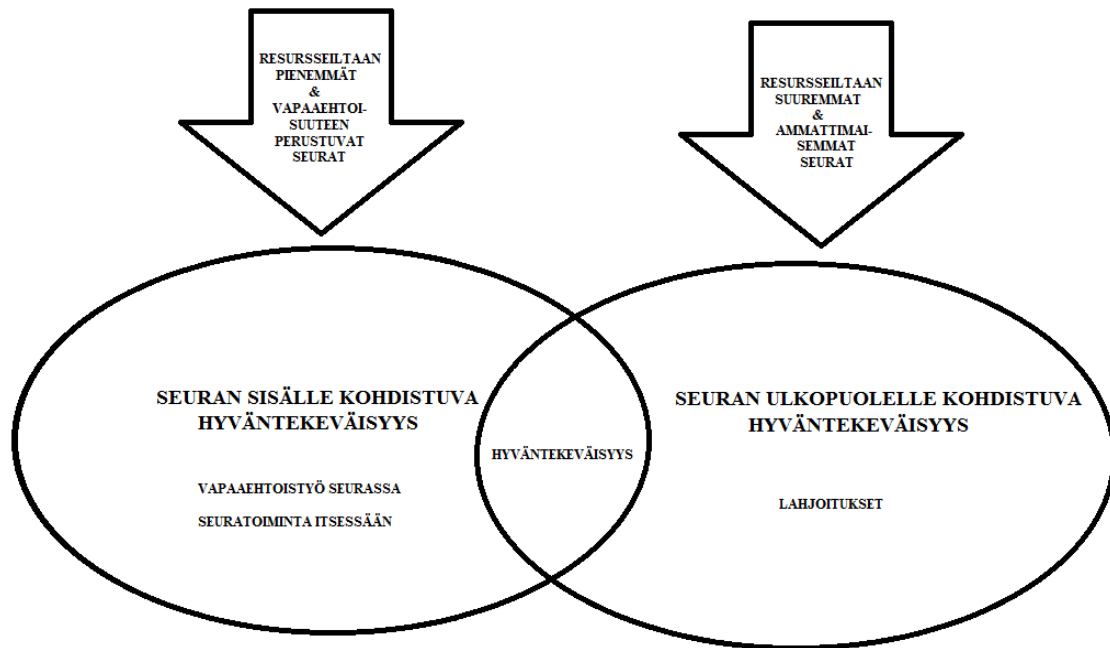 RESURSSEILTAAN
PIENEMMÄT
&
VAPAAEHTOI-
SUUTEEN
PERUSTUVAT
SEURAT
RESURSSEILTAAN
SUUREMMAT
&
AMMATTIMAI-
SEMMAT
SEURAT
SEURAN SISÄLLE KOHDISTUVA
HYVÄNTEKEVÄISYYS
VAPAAEHTOISTYÖ SEURASSA
SEURATOIMINTA ITSESSÄÄN
HYVÄNTEKEVÄISYYS
SEURAN ULKOPUOLELLE KOHDISTUVA
HYVÄNTEKEVÄISYYS
LAHJOITUKSET